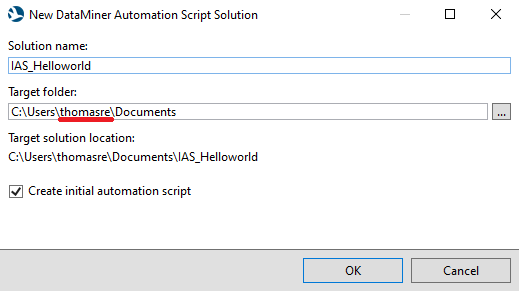 New DataMiner Automation Script Solution
Solution name:
IAS_Helloworld
Target folder:
C:\Users\thomasre\Documents
...
Target solution location:
C:\Users\thomasre\Documents\IAS_Helloworld
Create initial automation script
OK
Cancel